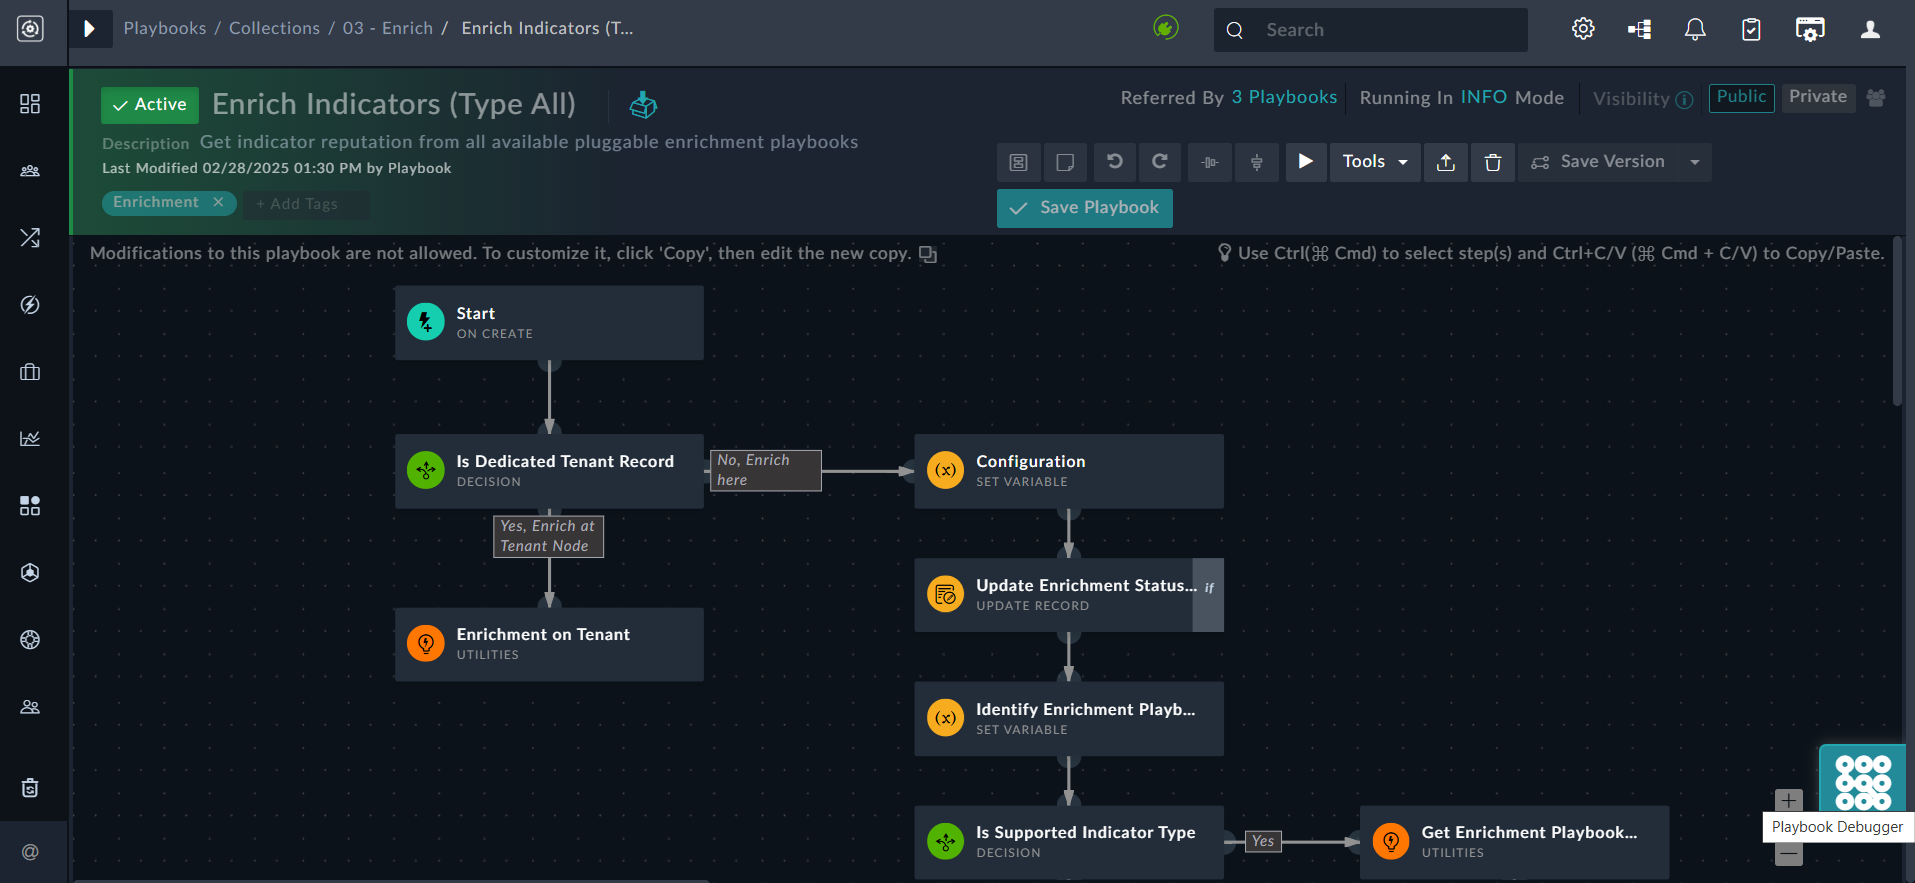 Playbooks / Collections / 03 - Enrich / Enrich Indicators (T...
Search
Active
Enrich Indicators (Type All)
Referred By 3 Playbooks
Running In INFO Mode
Visibility
Public
Private
Description Get indicator reputation from all available pluggable enrichment playbooks
Last Modified 02/28/2025 01:30 PM by Playbook
Tools
Save Version
Enrichment ✕
+ Add Tags
Save Playbook
Modifications to this playbook are not allowed. To customize it, click 'Copy', then edit the new copy.
Use Ctrl(⌘ Cmd) to select step(s) and Ctrl+C/V (⌘ Cmd + C/V) to Copy/Paste.
Start
ON CREATE
Is Dedicated Tenant Record
DECISION
No, Enrich
here
Configuration
(x)
SET VARIABLE
Yes, Enrich at
Tenant Node
Update Enrichment Status...
if
UPDATE RECORD
Enrichment on Tenant
UTILITIES
Identify Enrichment Playb...
(x)
SET VARIABLE
Is Supported Indicator Type
DECISION
Yes
Get Enrichment Playbook...
UTILITIES
+
Playbook Debugger
—
@